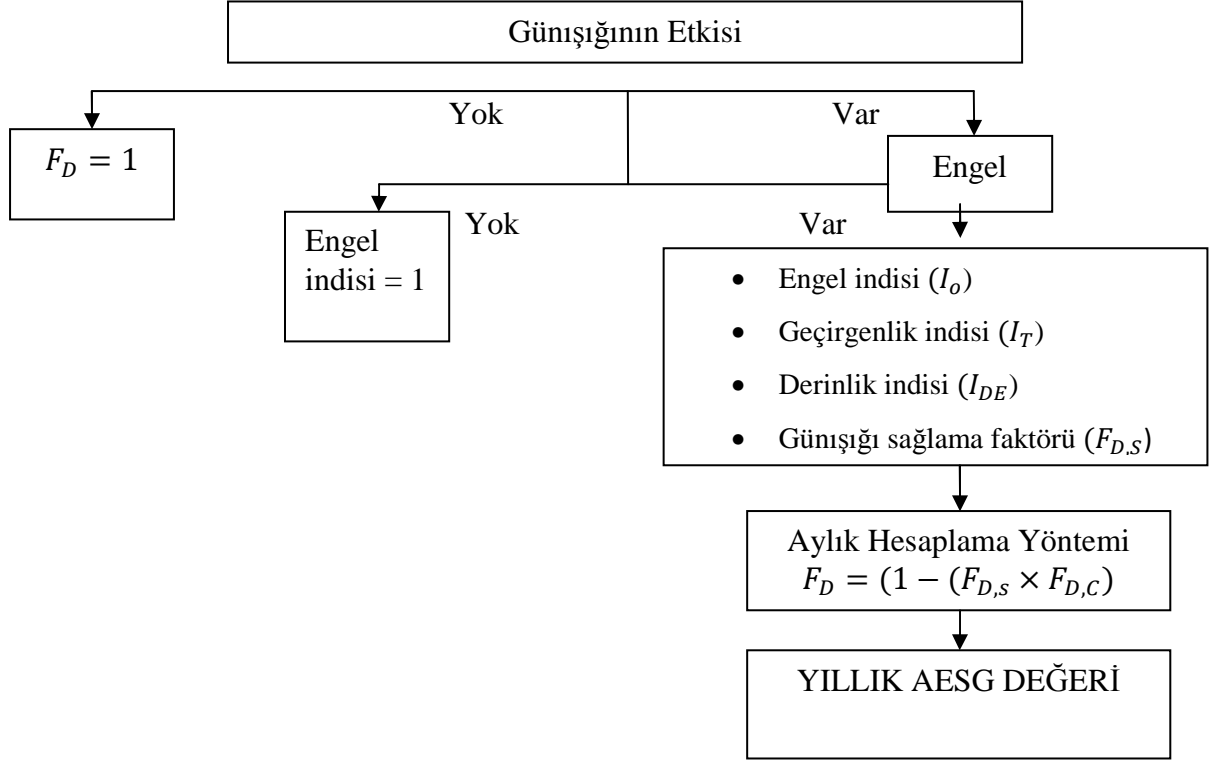 Günışığının Etkisi
Yok
Var
F_D = 1
Engel
Yok
Var
Engel
indisi = 1
• Engel indisi (I_o)
• Geçirgenlik indisi (I_T)
• Derinlik indisi (I_DE)
• Günışığı sağlama faktörü (F_D,S)
Aylık Hesaplama Yöntemi
F_D = (1 − (F_D,s × F_D,C)
YILLIK AESG DEĞERİ